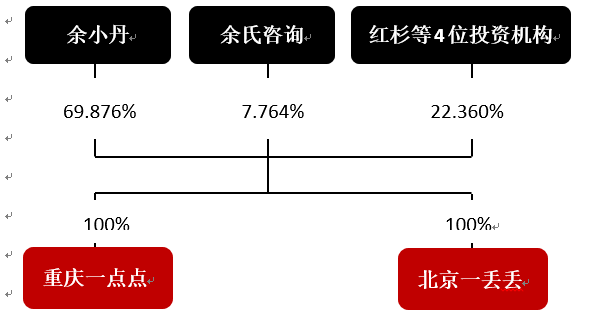 余小丹
余氏咨询
红杉等4位投资机构
69.876%
7.764%
22.360%
100%
100%
重庆一点点
北京一丢丢